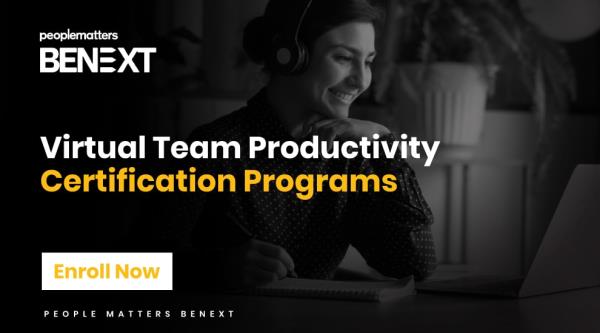 peoplematters
BENEXT
Virtual Team Productivity
Certification Programs
Enroll Now
PEOPLE MATTERS BENEXT